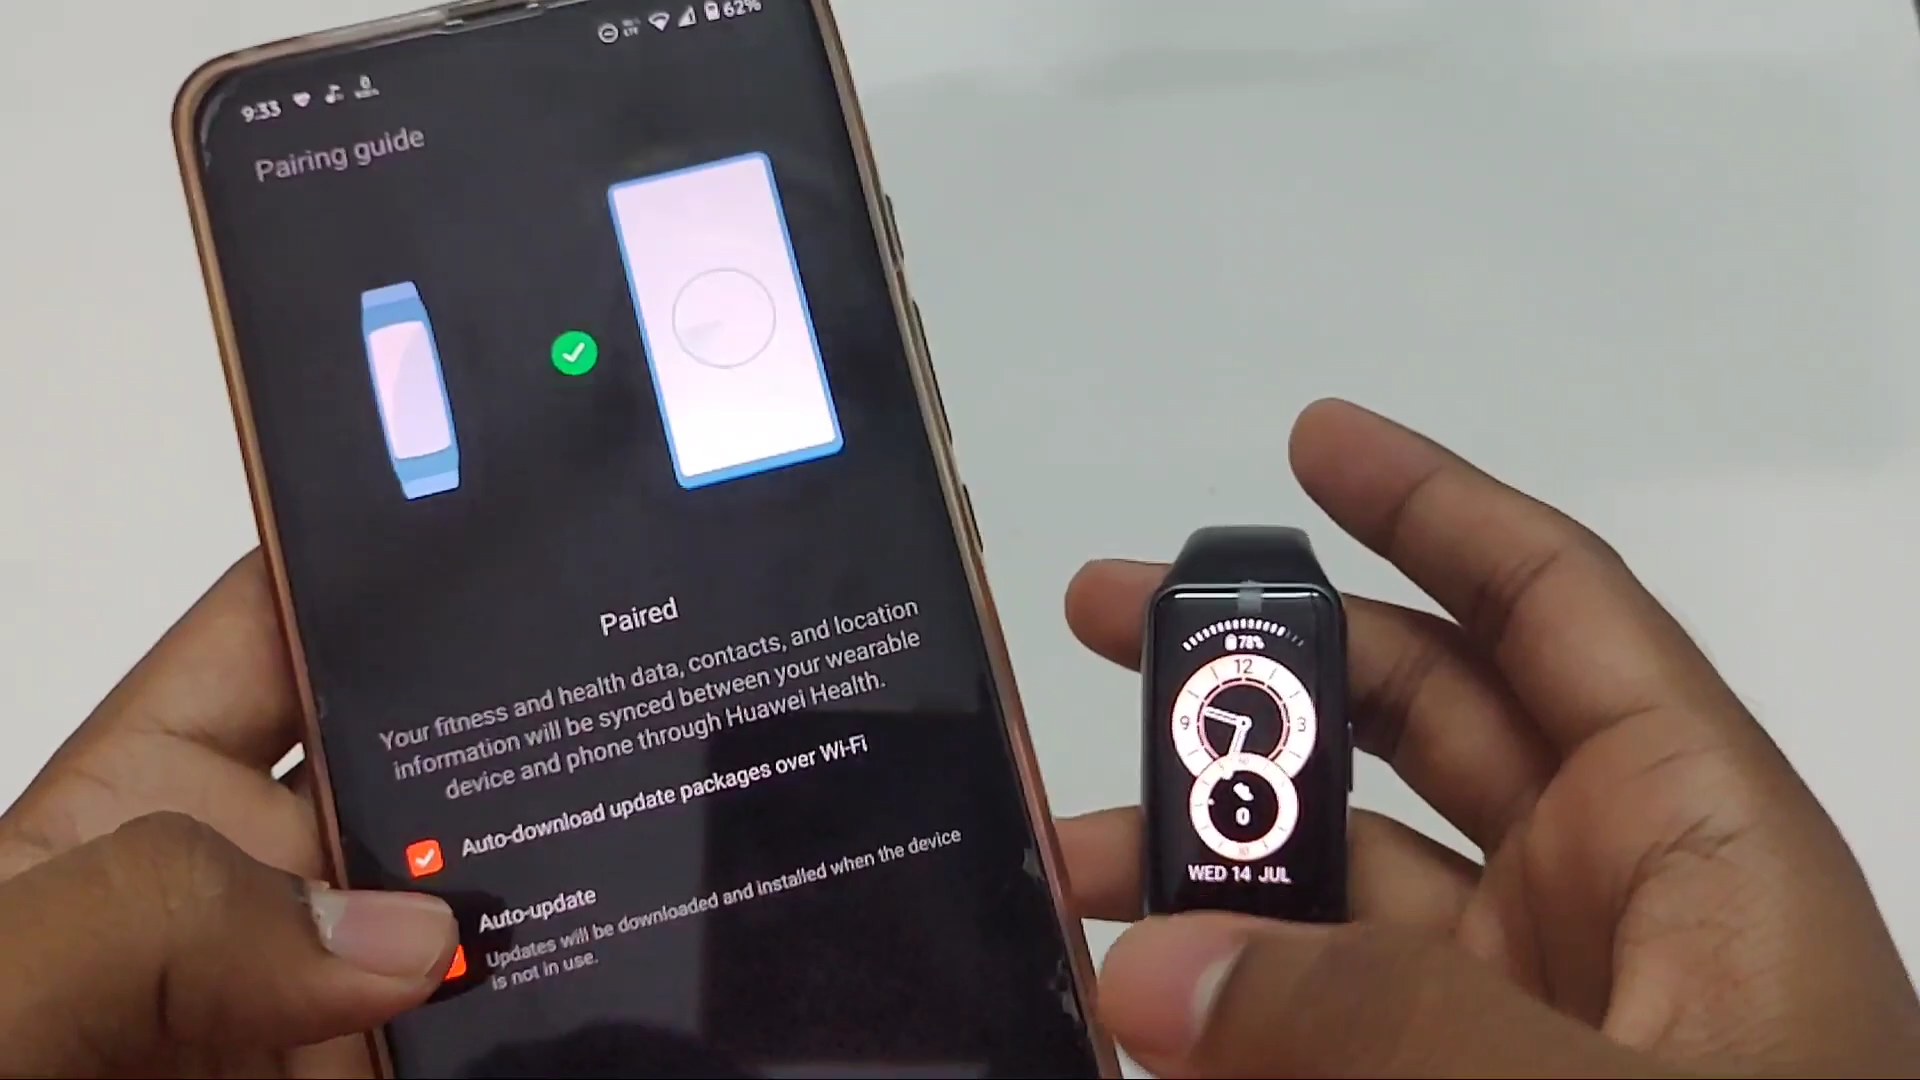 9:33
62%
Pairing guide
Paired
Your fitness and health data, contacts, and location
information will be synced between your wearable
device and phone through Huawei Health.
Auto-download update packages over Wi-Fi
Auto-update
Updates will be downloaded and installed when the device
is not in use.
78%
12
9 3
0
WED 14 JUL